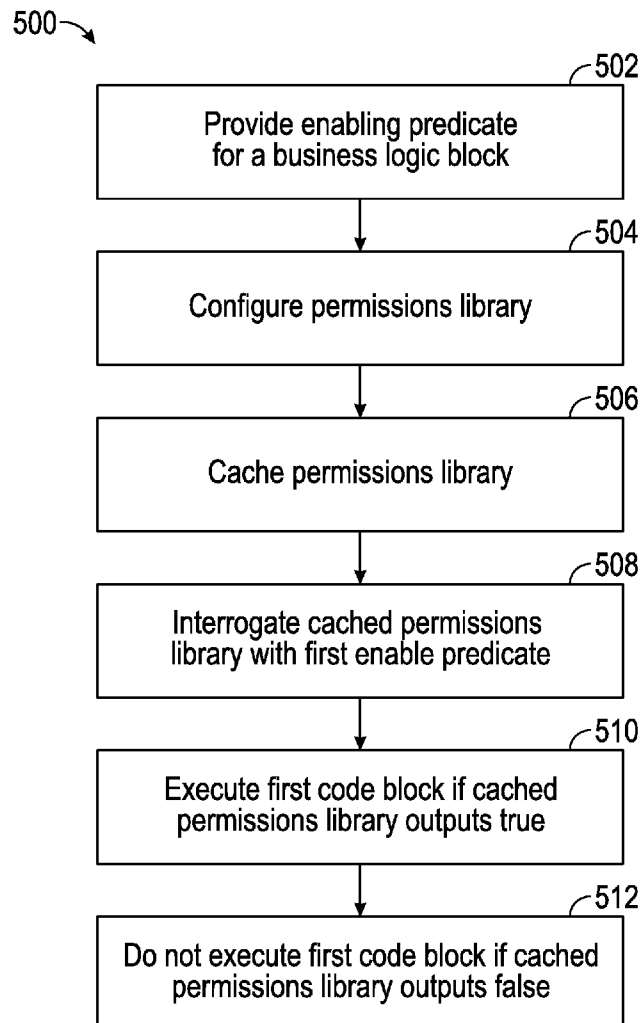 500
502
Provide enabling predicate
for a business logic block
504
Configure permissions library
506
Cache permissions library
508
Interrogate cached permissions
library with first enable predicate
510
Execute first code block if cached
permissions library outputs true
512
Do not execute first code block if cached
permissions library outputs false